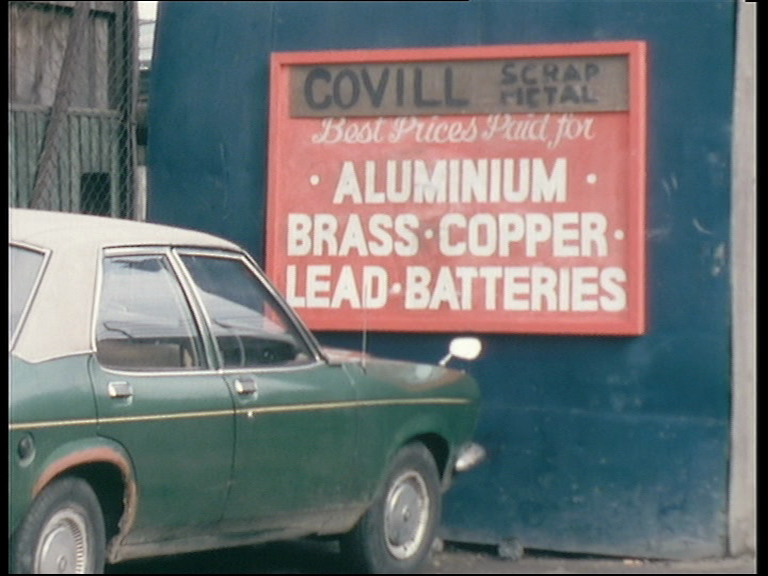 COVILL SCRAP METAL
Best Prices Paid for
· ALUMINIUM ·
BRASS · COPPER ·
LEAD · BATTERIES